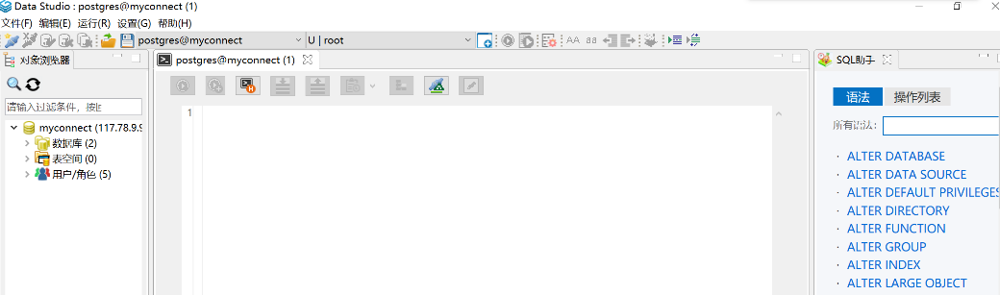 Data Studio : postgres@myconnect (1)
文件(F) 编辑(E) 运行(R) 设置(G) 帮助(H)
postgres@myconnect U | root AA aa
对象浏览器
postgres@myconnect (1)
SQL助手
请输入过滤条件，按E
语法 操作列表
所有语法：
1
myconnect (117.78.9.9
数据库 (2)
表空间 (0)
用户/角色 (5)
· ALTER DATABASE
· ALTER DATA SOURCE
· ALTER DEFAULT PRIVILEGES
· ALTER DIRECTORY
· ALTER FUNCTION
· ALTER GROUP
· ALTER INDEX
· ALTER LARGE OBJECT